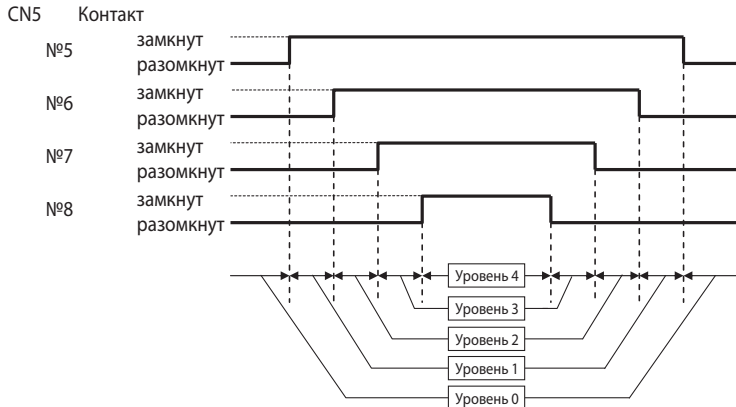 CN5 Контакт
№5 замкнут
разомкнут
№6 замкнут
разомкнут
№7 замкнут
разомкнут
№8 замкнут
разомкнут
Уровень 4
Уровень 3
Уровень 2
Уровень 1
Уровень 0